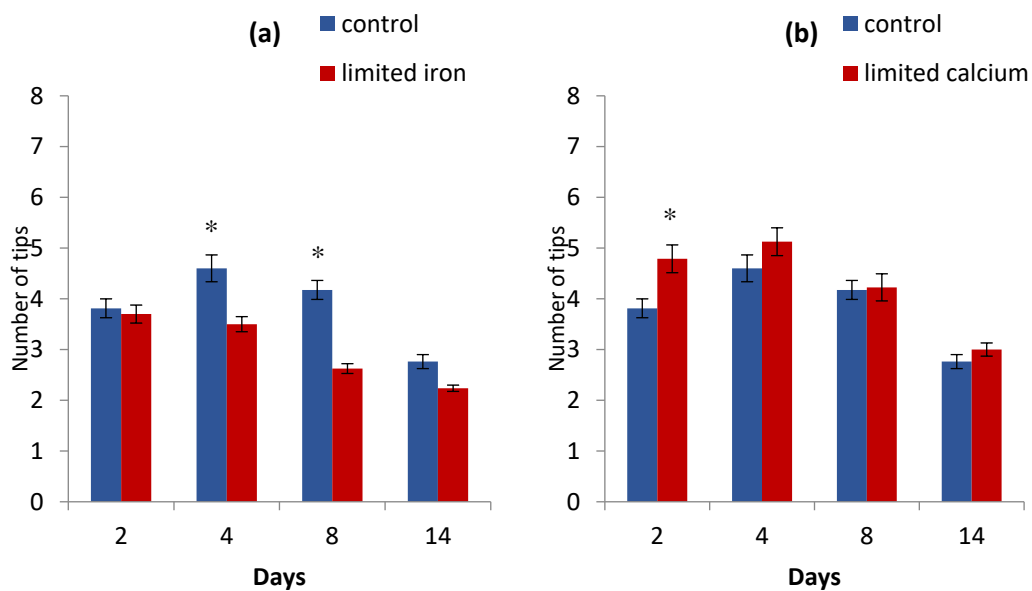 (a)
control
limited iron
8
7
6
5
4
3
2
1
0
Number of tips
*
*
2 4 8 14
Days
(b)
control
limited calcium
8
7
6
5
4
3
2
1
0
Number of tips
*
2 4 8 14
Days